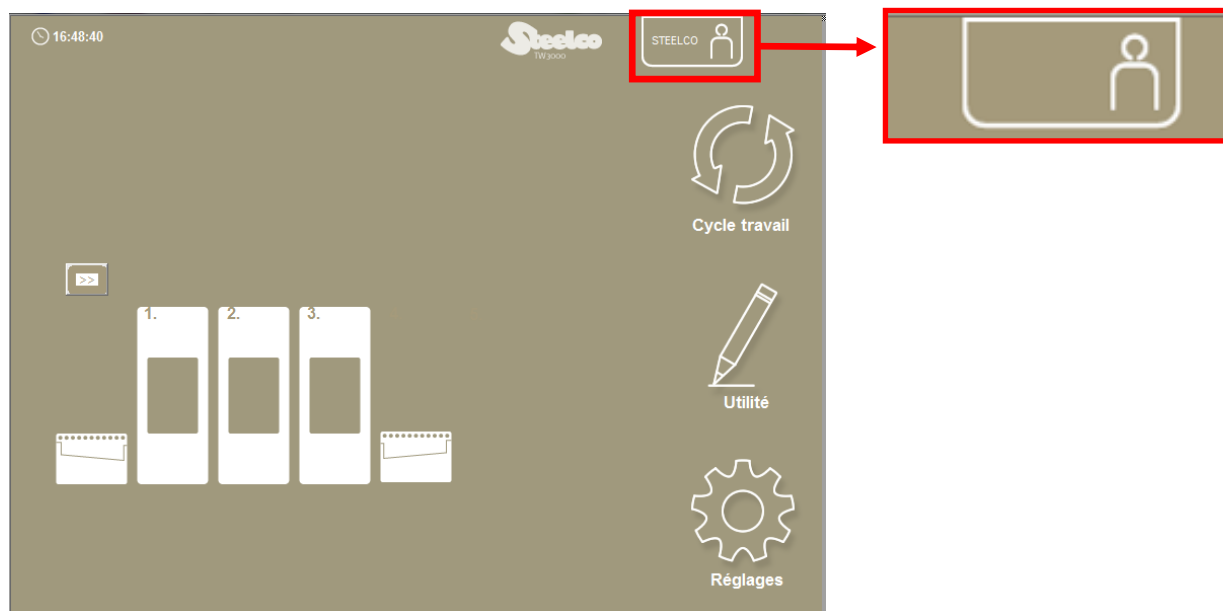 16:48:40
Steelco
TW3000
STEELCO
Cycle travail
>>
1. 2. 3.
Utilité
Réglages